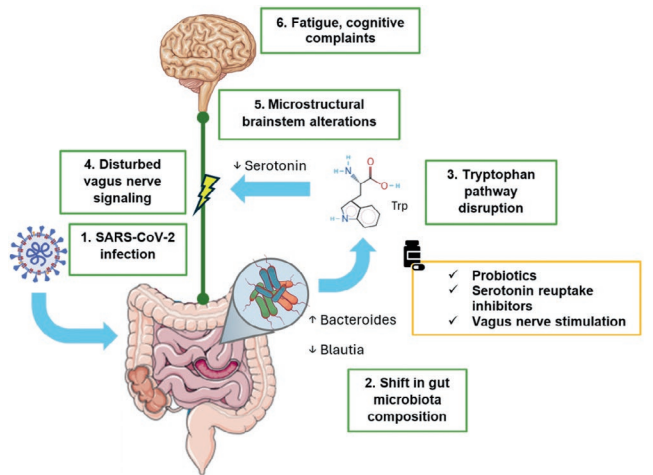 6. Fatigue, cognitive
complaints
5. Microstructural
brainstem alterations
4. Disturbed
vagus nerve
signaling
↓ Serotonin
H
H
N
O
O
H
H
N
Trp
3. Tryptophan
pathway
disruption
1. SARS-CoV-2
infection
✓ Probiotics
✓ Serotonin reuptake
inhibitors
✓ Vagus nerve stimulation
↑ Bacteroides
↓ Blautia
2. Shift in gut
microbiota
composition